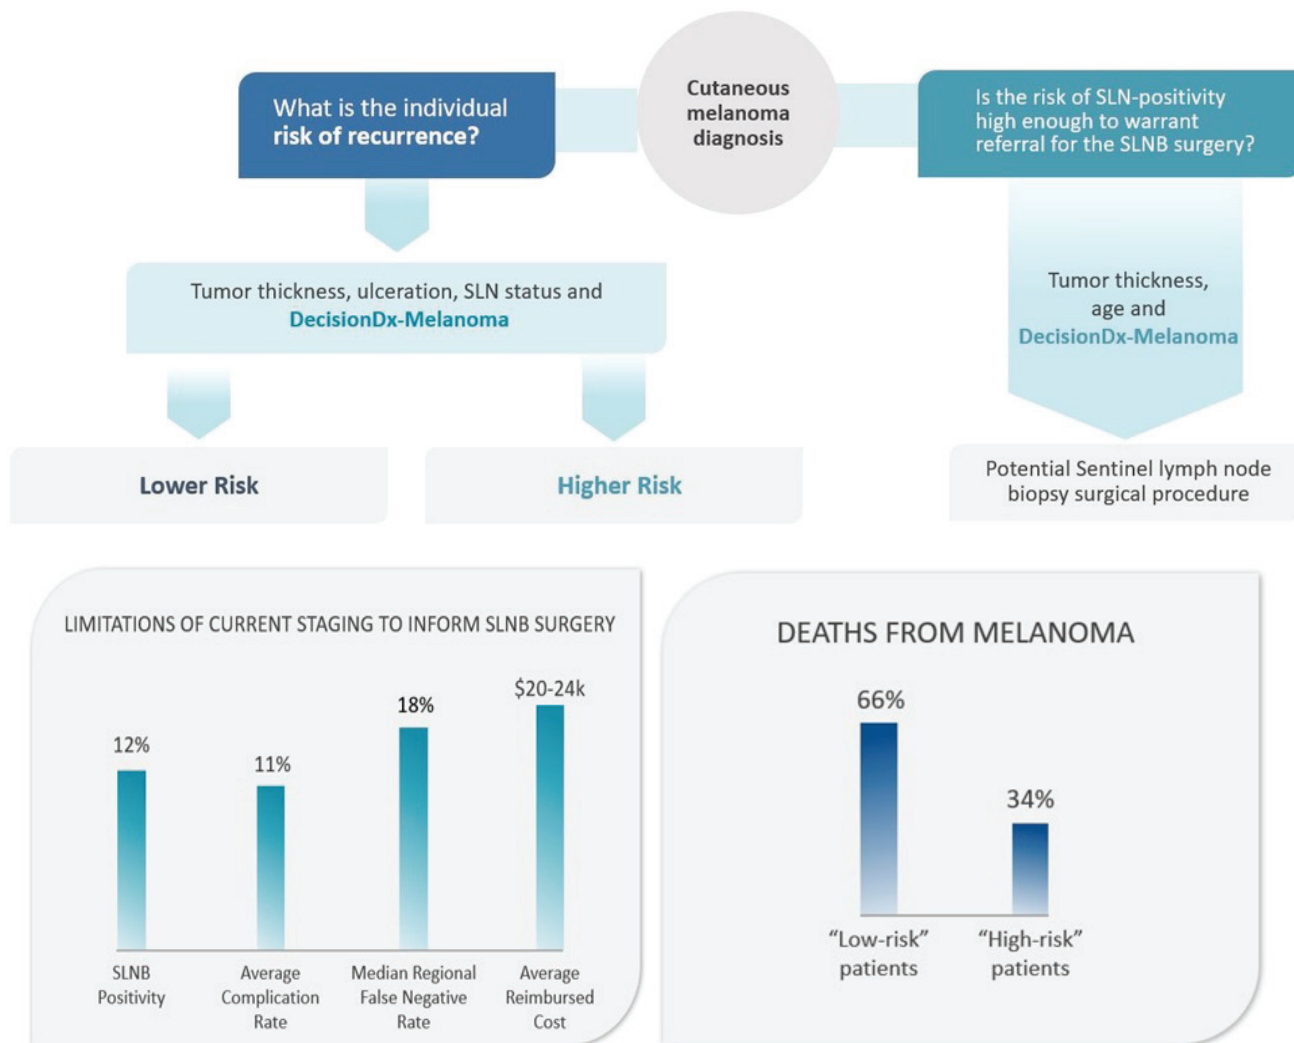 What is the individual
risk of recurrence?
Cutaneous
melanoma
diagnosis
Is the risk of SLN-positivity
high enough to warrant
referral for the SLNB surgery?
Tumor thickness, ulceration, SLN status and
DecisionDx-Melanoma
Tumor thickness,
age and
DecisionDx-Melanoma
Lower Risk
Higher Risk
Potential Sentinel lymph node
biopsy surgical procedure
LIMITATIONS OF CURRENT STAGING TO INFORM SLNB SURGERY
12%
11%
18%
$20-24k
SLNB
Positivity
Average
Complication
Rate
Median Regional
False Negative
Rate
Average
Reimbursed
Cost
DEATHS FROM MELANOMA
66%
34%
“Low-risk”
patients
“High-risk”
patients